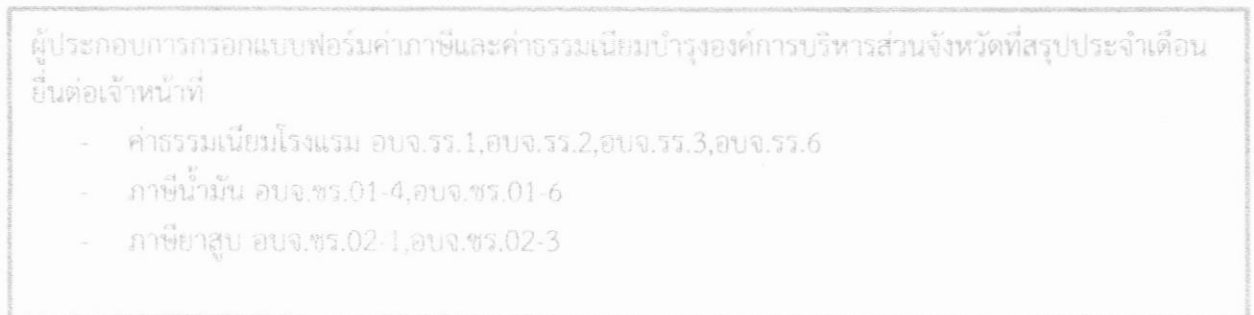 ผู้ประกอบการกรอกแบบฟอร์มค่าภาษีและค่าธรรมเนียมบำรุงองค์การบริหารส่วนจังหวัดที่สรุปประจำเดือน
ยื่นต่อเจ้าหน้าที่
- ค่าธรรมเนียมโรงแรม อบจ.รร.1,อบจ.รร.2,อบจ.รร.3,อบจ.รร.6
- ภาษีน้ำมัน อบจ.ชร.01-4,อบจ.ชร.01-6
- ภาษียาสูบ อบจ.ชร.02-1,อบจ.ชร.02-3